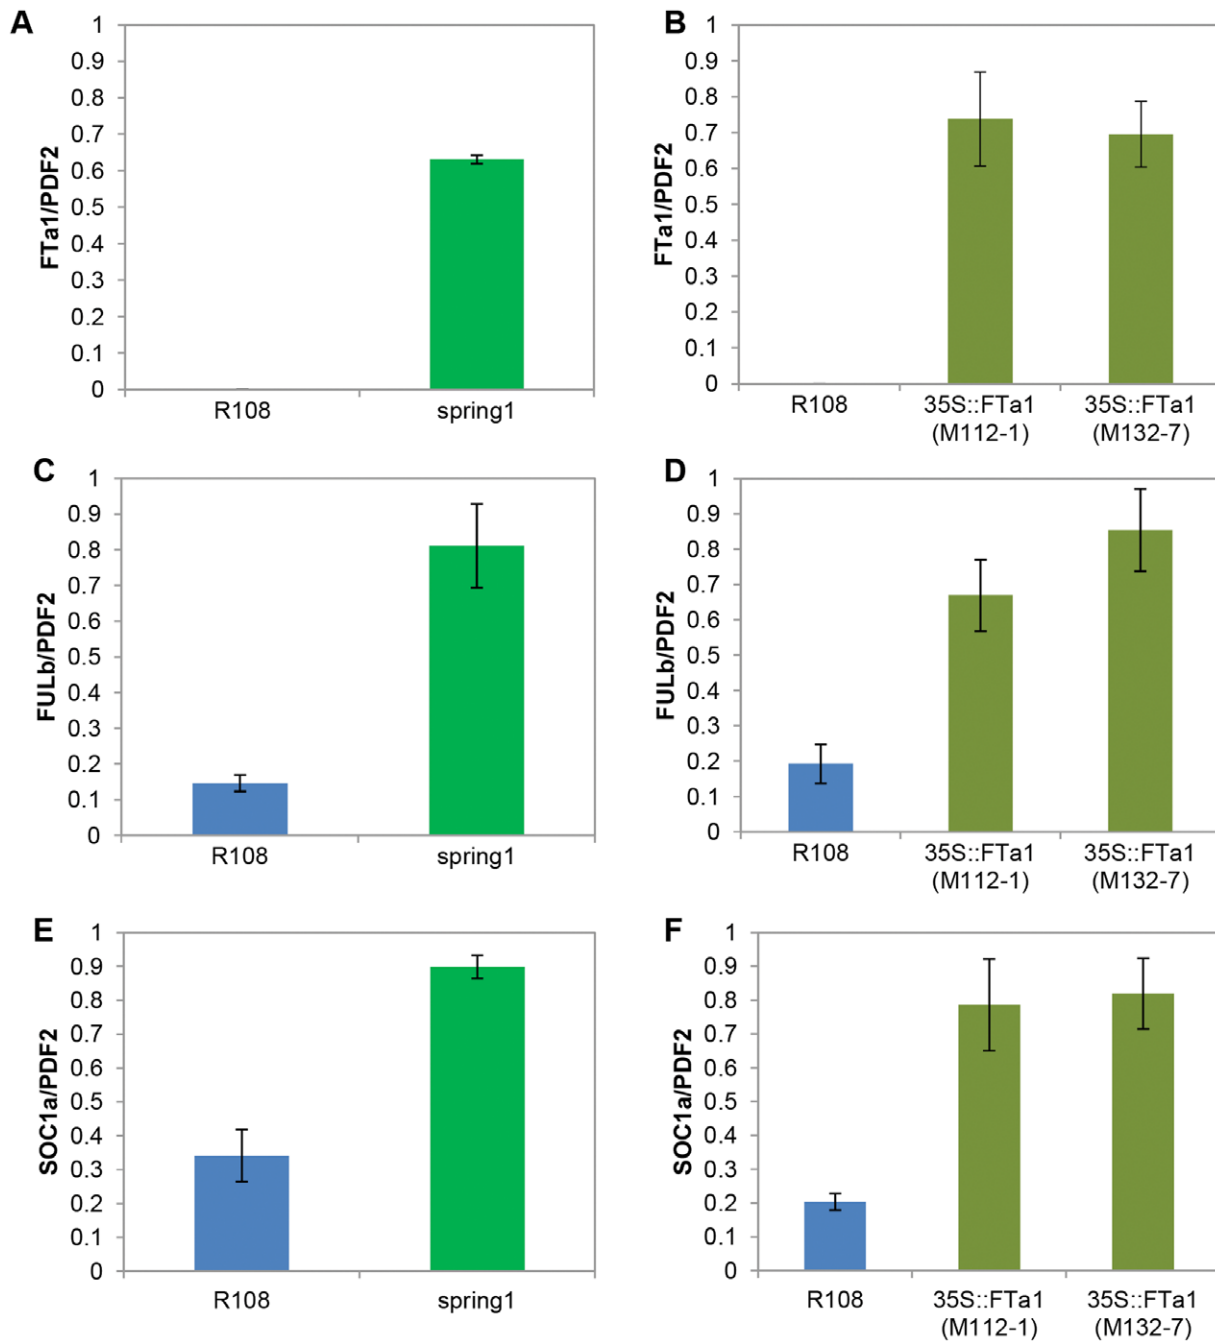 A
FTa1/PDF2
1
0.9
0.8
0.7
0.6
0.5
0.4
0.3
0.2
0.1
0
R108
spring1
B
FTa1/PDF2
1
0.9
0.8
0.7
0.6
0.5
0.4
0.3
0.2
0.1
0
R108
35S::FTa1
(M112-1)
35S::FTa1
(M132-7)
C
FULb/PDF2
1
0.9
0.8
0.7
0.6
0.5
0.4
0.3
0.2
0.1
0
R108
spring1
D
FULb/PDF2
1
0.9
0.8
0.7
0.6
0.5
0.4
0.3
0.2
0.1
0
R108
35S::FTa1
(M112-1)
35S::FTa1
(M132-7)
E
SOC1a/PDF2
1
0.9
0.8
0.7
0.6
0.5
0.4
0.3
0.2
0.1
0
R108
spring1
F
SOC1a/PDF2
1
0.9
0.8
0.7
0.6
0.5
0.4
0.3
0.2
0.1
0
R108
35S::FTa1
(M112-1)
35S::FTa1
(M132-7)